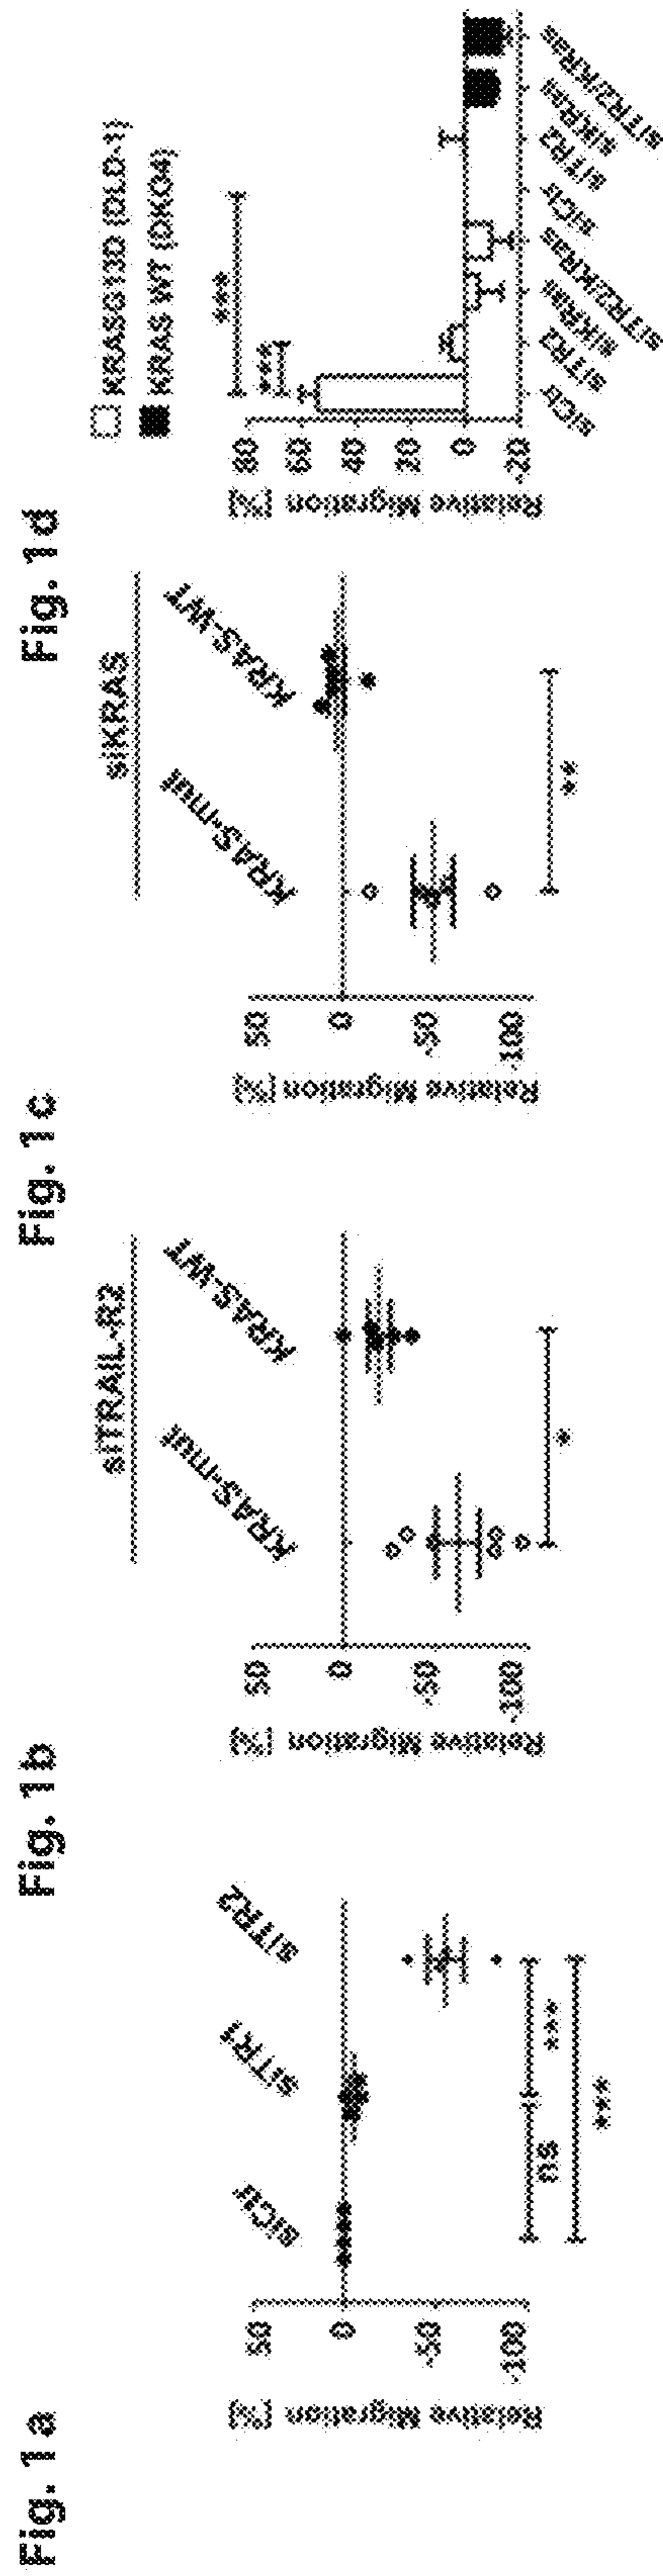 Fig. 1a
Relative Migration [%]
50
0
-50
-100
siCtr
siTR1
siTR2
ns
***
***
Fig. 1b
siTRAIL-R2
KRAS-mut
KRAS-WT
Relative Migration [%]
50
0
-50
-100
*
Fig. 1c
siKRAS
KRAS-mut
KRAS-WT
Relative Migration [%]
50
0
-50
-100
**
Fig. 1d
KRASG13D (DLD-1)
KRAS WT (DKO4)
***
***
Relative Migration [%]
80
60
40
20
0
-20
siCtr
siTR2
siKRas
siTR2/KRas
siCtr
siTR2
siKRas
siTR2/KRas